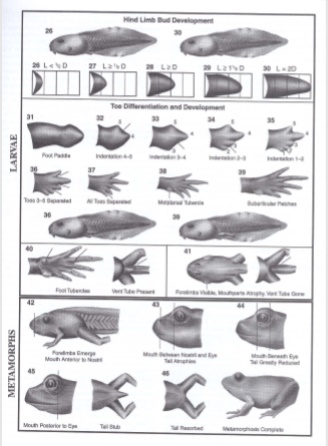 Hind Limb Bud Development
26 30
26 L < ½ D 27 L ≥ ½ D 28 L ≥ D 29 L ≥ 1½ D 30 L = 2D
Toe Differentiation and Development
31 32 33 34 35
Foot Paddle Indentation 4-5 Indentation 3-4 Indentation 2-3 Indentation 1-2
36 37 38 39
Toes 3-5 Separated All Toes Separated Metatarsal Tubercle Subarticular Patches
36 39
LARVAE
40 41
Foot Tubercles Vent Tube Present Forelimbs Visible, Mouthparts Atrophy, Vent Tube Gone
42 43 44
Forelimbs Emerge
Mouth Anterior to Nostril
Mouth Between Nostril and Eye
Tail Atrophies
Mouth Beneath Eye
Tail Greatly Reduced
METAMORPHS
45 46
Mouth Posterior to Eye Tail Stub Tail Resorbed Metamorphosis Complete